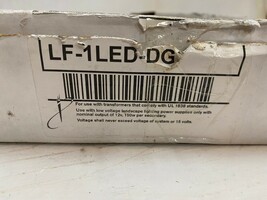 LF-1LED-DG
For use with transformers that comply with UL 1838 standards.
Use with low voltage landscape lighting power supplies only with
nominal output of 12v, 700w per secondary
Voltage shall never exceed voltage of system or 15 volts